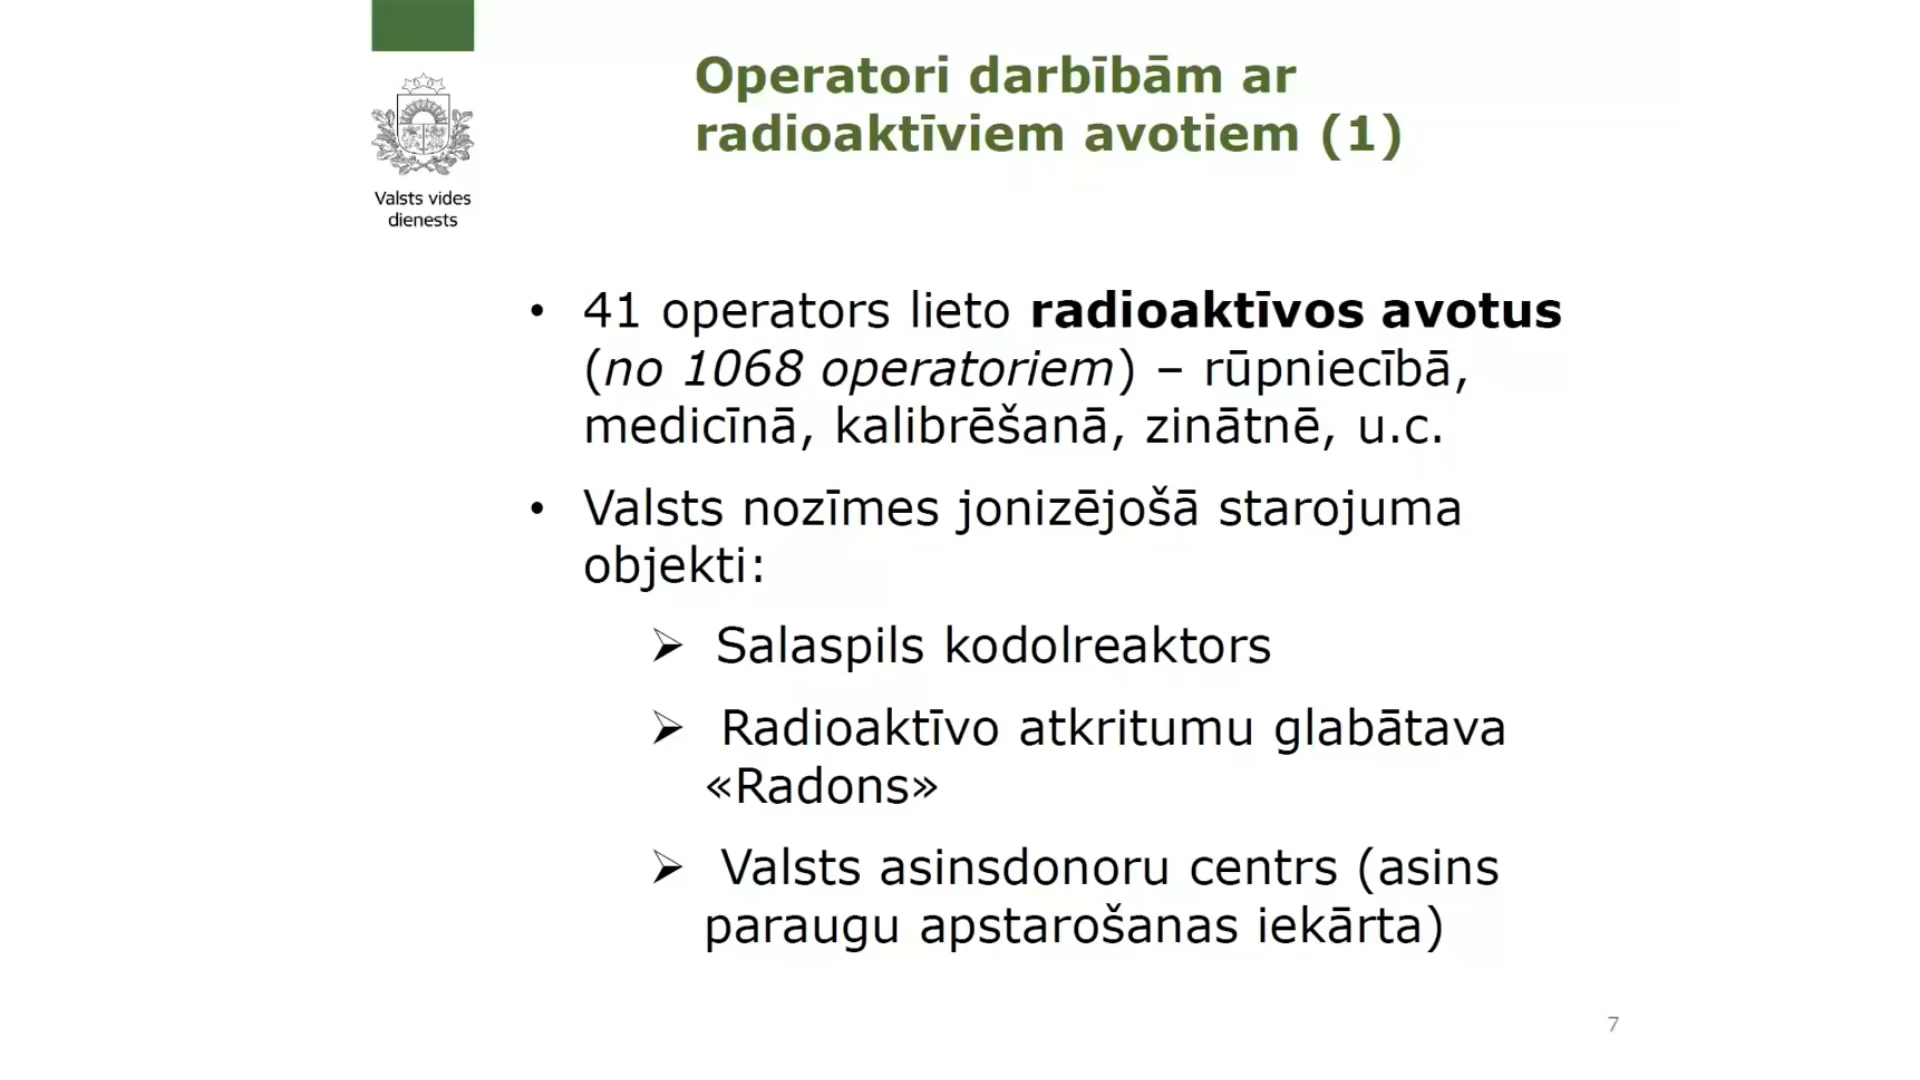 Operatori darbībām ar
radioaktīviem avotiem (1)
Valsts vides
dienests
• 41 operators lieto radioaktīvos avotus
(no 1068 operatoriem) – rūpniecībā,
medicīnā, kalibrēšanā, zinātnē, u.c.
• Valsts nozīmes jonizējošā starojuma
objekti:
➢ Salaspils kodolreaktors
➢ Radioaktīvo atkritumu glabātava
«Radons»
➢ Valsts asinsdonoru centrs (asins
paraugu apstarošanas iekārta)
7